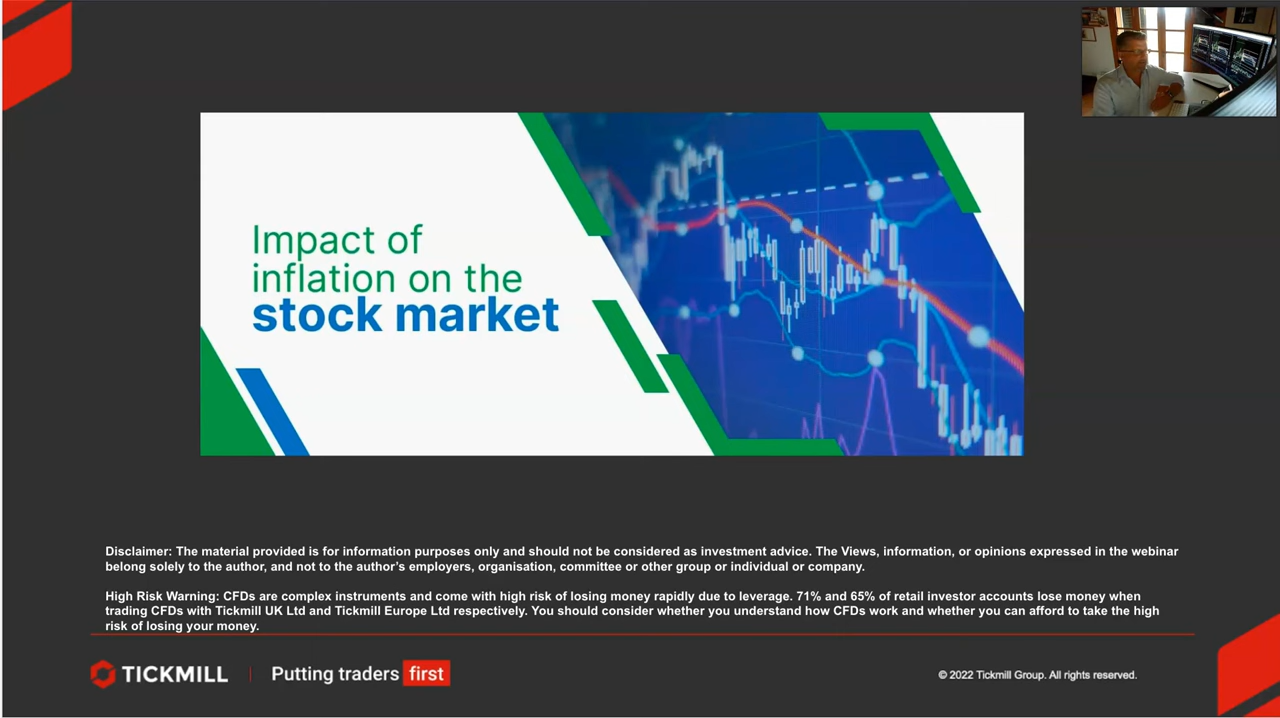 Impact of
inflation on the
stock market
Disclaimer: The material provided is for information purposes only and should not be considered as investment advice. The Views, information, or opinions expressed in the webinar
belong solely to the author, and not to the author's employers, organisation, committee or other group or individual or company.
High Risk Warning: CFDs are complex instruments and come with high risk of losing money rapidly due to leverage. 71% and 65% of retail investor accounts lose money when
trading CFDs with Tickmill UK Ltd and Tickmill Europe Ltd respectively. You should consider whether you understand how CFDs work and whether you can afford to take the high
risk of losing your money.
TICKMILL | Putting traders first
© 2022 Tickmill Group. All rights reserved.